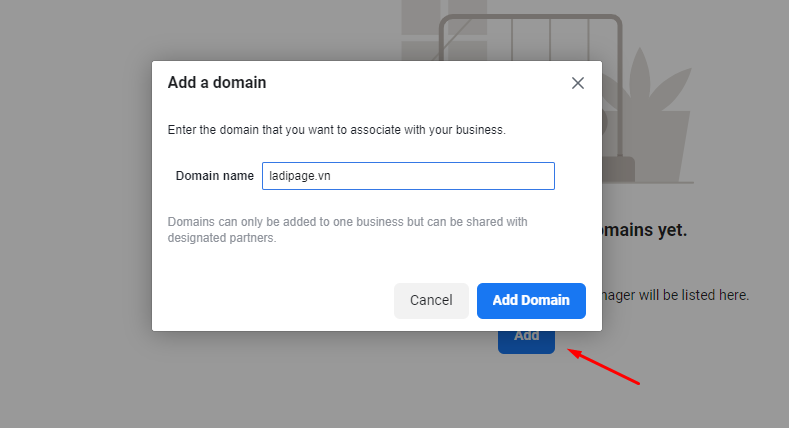 Add a domain
Enter the domain that you want to associate with your business.
Domain name ladipage.vn
Domains can only be added to one business but can be shared with
designated partners.
mains yet.
nager will be listed here.
Cancel Add Domain
Add